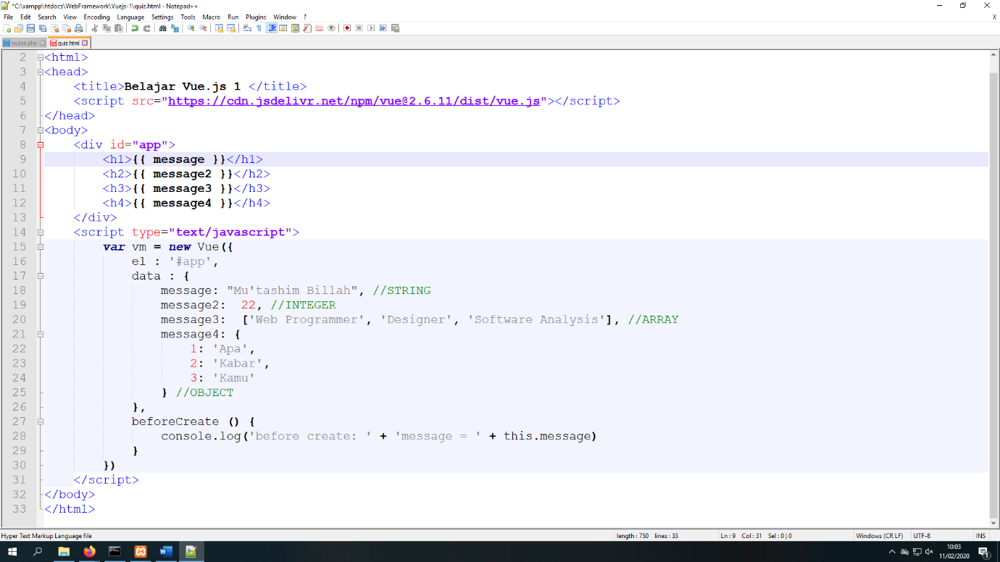 *C:\xampp\htdocs\WebFramework\Vuejs-1\quiz.html - Notepad++
File Edit Search View Encoding Language Settings Tools Macro Run Plugins Window ? X
routes.php quiz.html
2 <html>
3 <head>
4 <title>Belajar Vue.js 1 </title>
5 <script src="https://cdn.jsdelivr.net/npm/vue@2.6.11/dist/vue.js"></script>
6 </head>
7 <body>
8 <div id="app">
9 <h1>{{ message }}</h1>
10 <h2>{{ message2 }}</h2>
11 <h3>{{ message3 }}</h3>
12 <h4>{{ message4 }}</h4>
13 </div>
14 <script type="text/javascript">
15 var vm = new Vue({
16 el : '#app',
17 data : {
18 message: "Mu'tashim Billah", //STRING
19 message2:  22, //INTEGER
20 message3:  ['Web Programmer', 'Designer', 'Software Analysis'], //ARRAY
21 message4: {
22 1: 'Apa',
23 2: 'Kabar',
24 3: 'Kamu'
25 } //OBJECT
26 },
27 beforeCreate () {
28 console.log('before create: ' + 'message = ' + this.message)
29 }
30 })
31 </script>
32 </body>
33 </html>
Hyper Text Markup Language file length : 750 lines : 33 Ln : 9 Col : 31 Sel : 0 | 0 Windows (CR LF) UTF-8 INS
10:03
11/02/2020